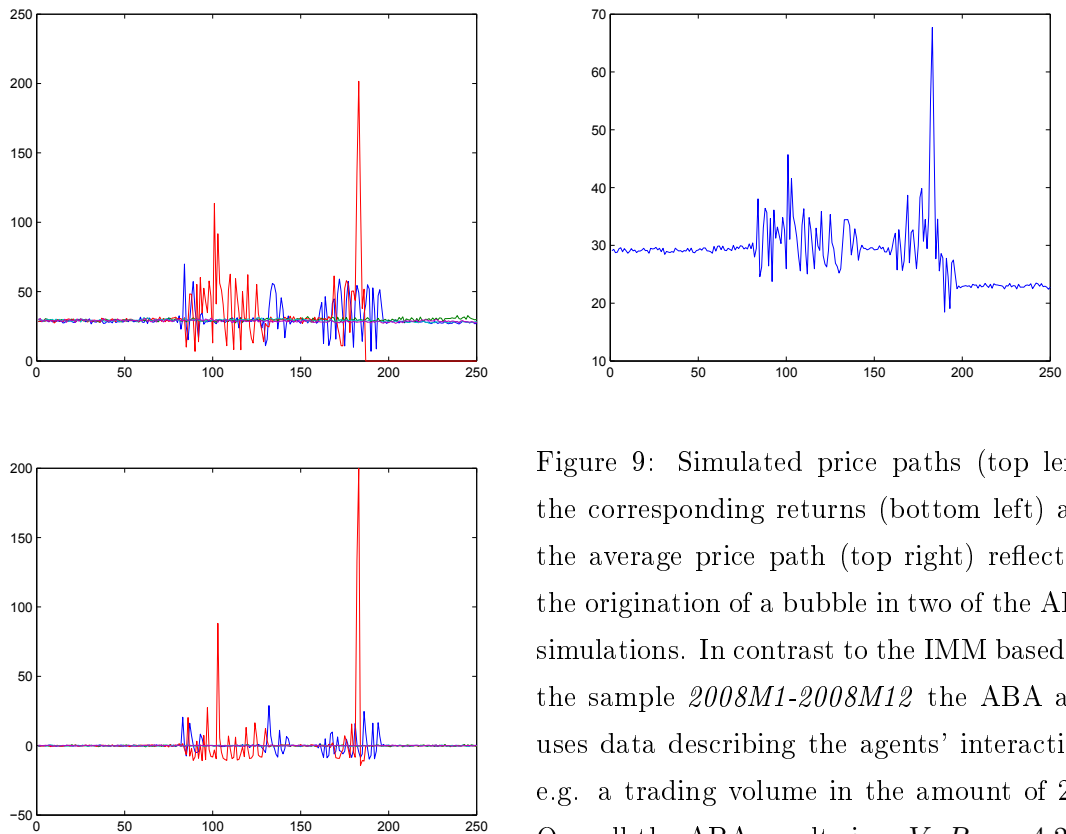 250
200
150
100
50
0
0 50 100 150 200 250
70
60
50
40
30
20
10
0 50 100 150 200 250
200
150
100
50
0
−50
0 50 100 150 200 250
Figure 9: Simulated price paths (top
the corresponding returns (bottom left)
the average price path (top right)
the origination of a bubble in two of the
simulations. In contrast to the IMM based
the sample 2008M1-2008M12 the ABA
uses data describing the agents'
e.g. a trading volume in the amount of